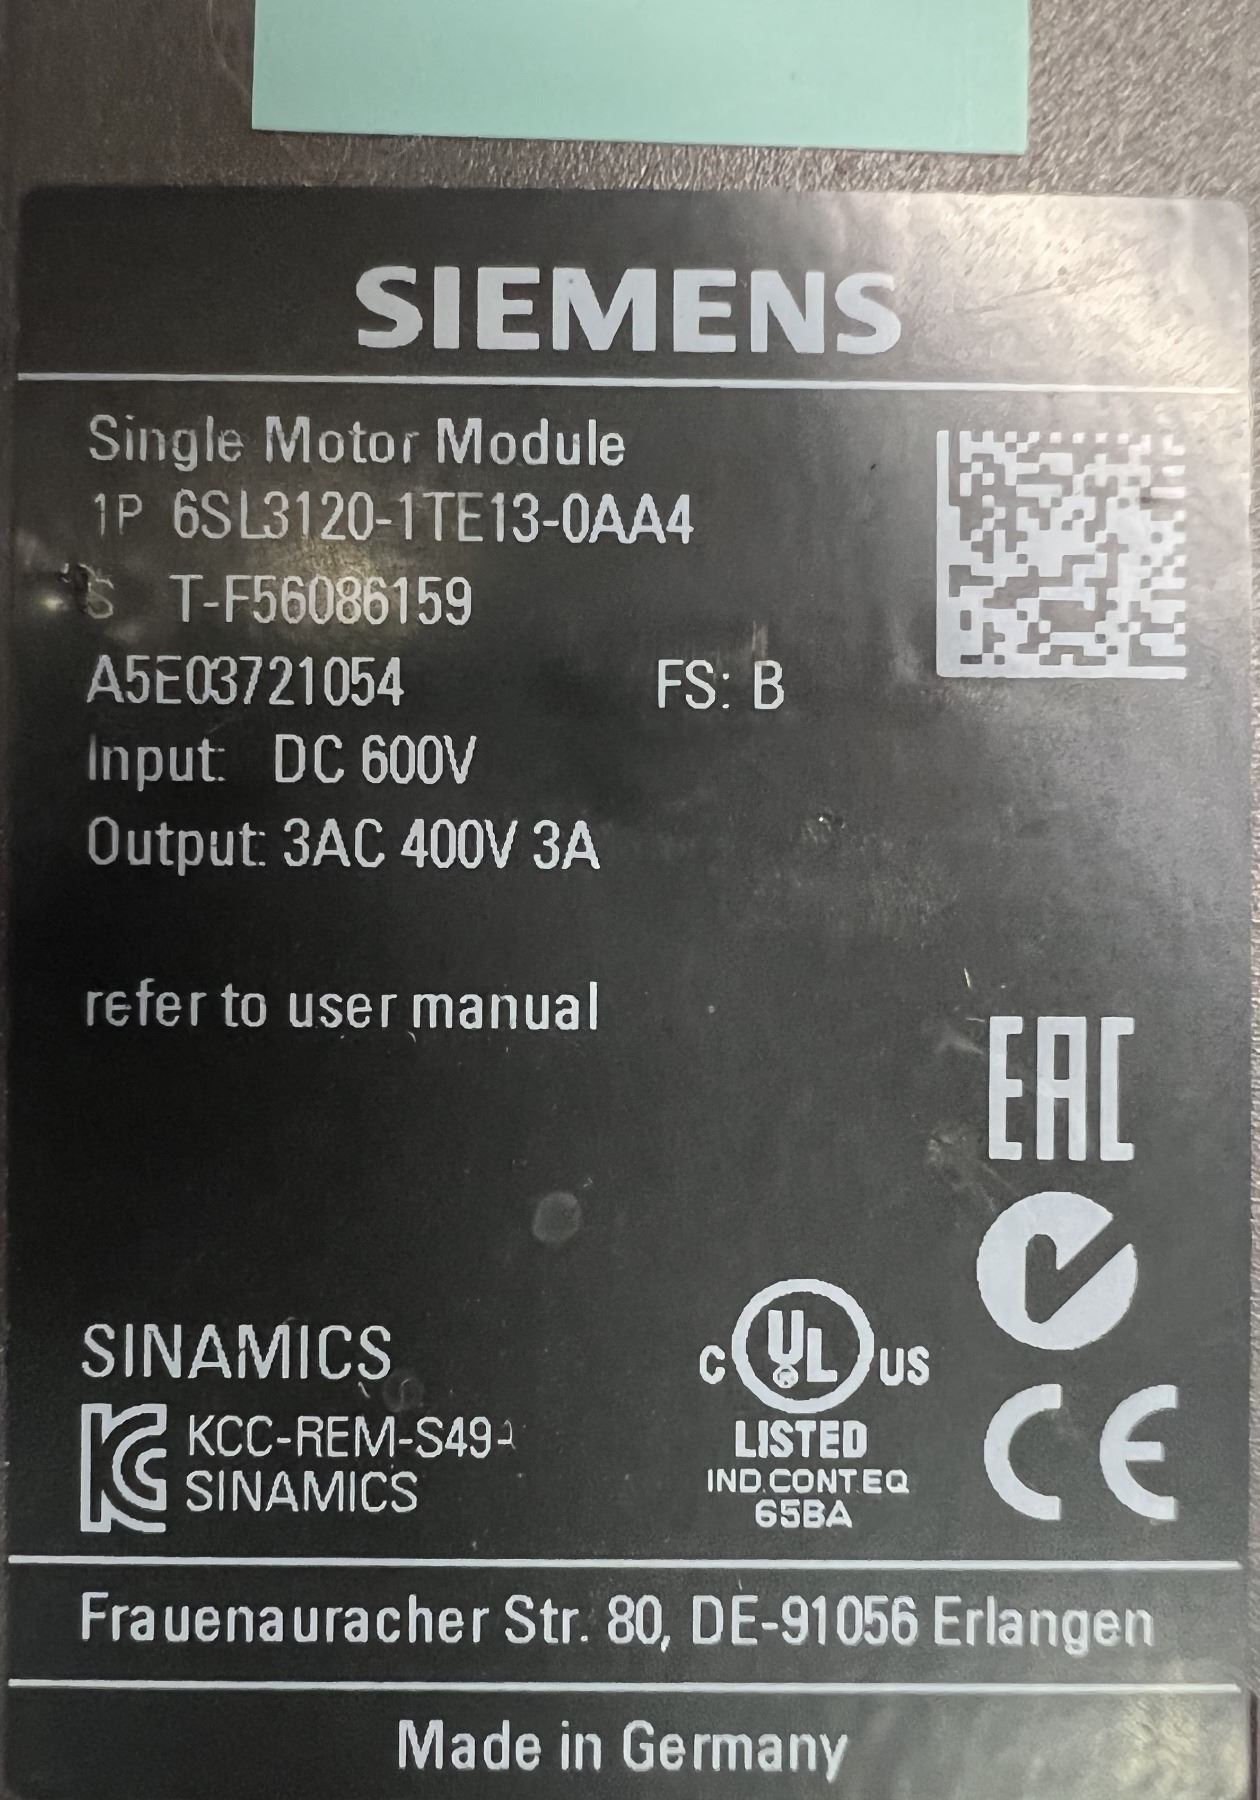 SIEMENS
Single Motor Module
1P 6SL3120-1TE13-0AA4
S T-F56086159
A5E03721054 FS: B
Input: DC 600V
Output: 3AC 400V 3A
refer to user manual
EAC
SINAMICS
C UL US
LISTED
IND.CONT.EQ
65BA
KCC-REM-S49-
SINAMICS
CE
Frauenauracher Str. 80, DE-91056 Erlangen
Made in Germany